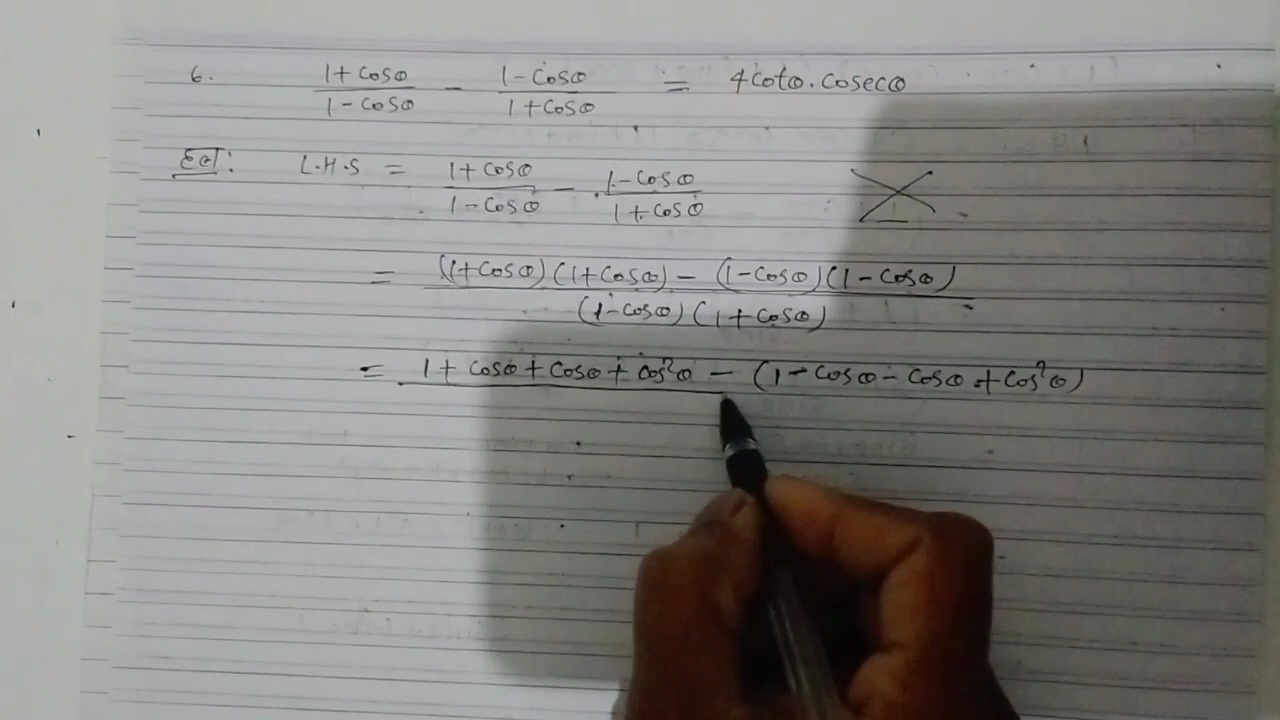 6. (1 + cosθ)/(1 - cosθ) - (1 - cosθ)/(1 + cosθ) = 4cotθ.cosecθ
L.H.S = (1 + cosθ)/(1 - cosθ) - (1 - cosθ)/(1 + cosθ)
= ((1+cosθ)(1+cosθ) - (1-cosθ)(1-cosθ))/((1-cosθ)(1+cosθ))
= 1 + cosθ + cosθ + cos²θ - (1 - cosθ - cosθ + cos²θ)